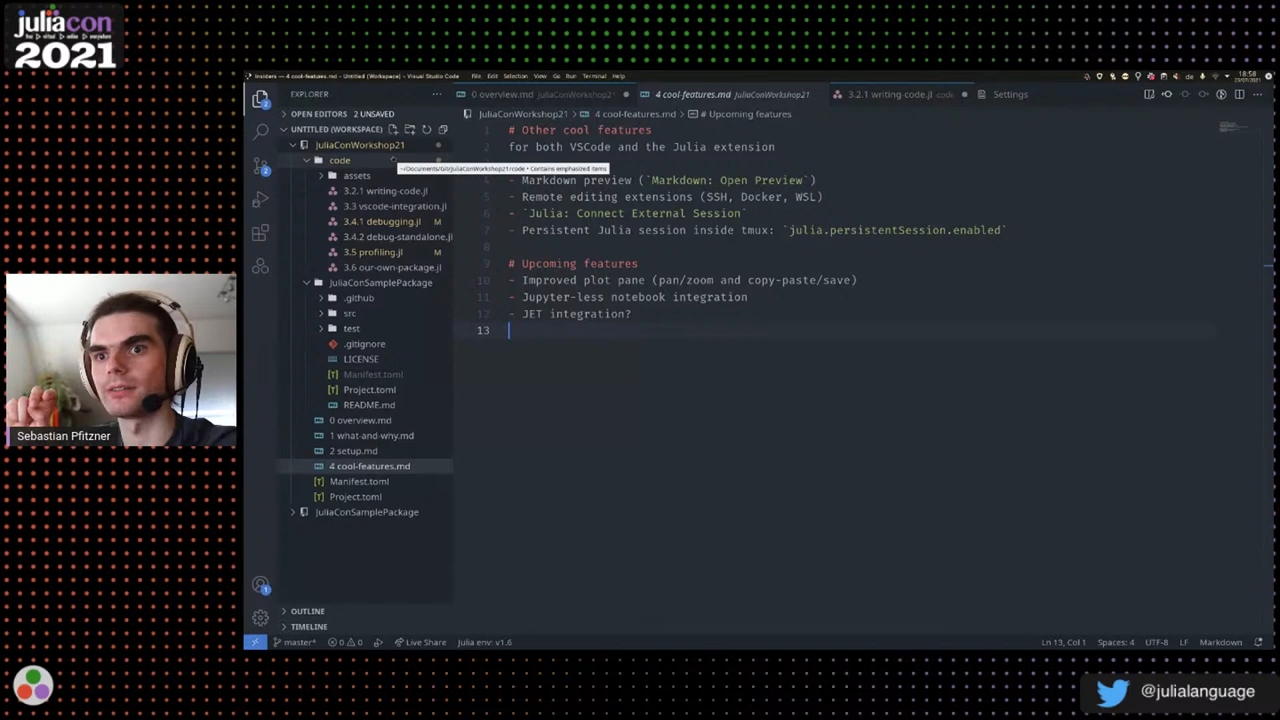 juliacon
2021
Insiders — 4 cool-features.md - Untitled (Workspace) - Visual Studio Code
File Edit Selection View Go Run Terminal Help
de
18:58
EXPLORER
0 overview.md JuliaConWorkshop21
4 cool-features.md JuliaConWorkshop21
3.2.1 writing-code.jl code
Settings
OPEN EDITORS 2 UNSAVED
JuliaConWorkshop21 > 4 cool-features.md > # Upcoming features
UNTITLED (WORKSPACE)
JuliaConWorkshop21
code
assets
3.2.1 writing-code.jl
3.3 vscode-integration.jl
3.4.1 debugging.jl M
3.4.2 debug-standalone.jl
3.5 profiling.jl M
3.6 our-own-package.jl
JuliaConSamplePackage
.github
src
test
.gitignore
LICENSE
Manifest.toml
Project.toml
README.md
0 overview.md
1 what-and-why.md
2 setup.md
4 cool-features.md
Manifest.toml
Project.toml
JuliaConSamplePackage
OUTLINE
TIMELINE
~/Documents/Git/JuliaConWorkshop21/code • Contains emphasized items
1 # Other cool features
2 for both VSCode and the Julia extension
4 - Markdown preview (`Markdown: Open Preview`)
5 - Remote editing extensions (SSH, Docker, WSL)
6 - `Julia: Connect External Session`
7 - Persistent Julia session inside tmux: `julia.persistentSession.enabled`
8
9 # Upcoming features
10 - Improved plot pane (pan/zoom and copy-paste/save)
11 - Jupyter-less notebook integration
12 - JET integration?
13
master* 0 0 Live Share Julia env: v1.6
Ln 13, Col 1 Spaces: 4 UTF-8 LF Markdown
Sebastian Pfitzner
@julialanguage